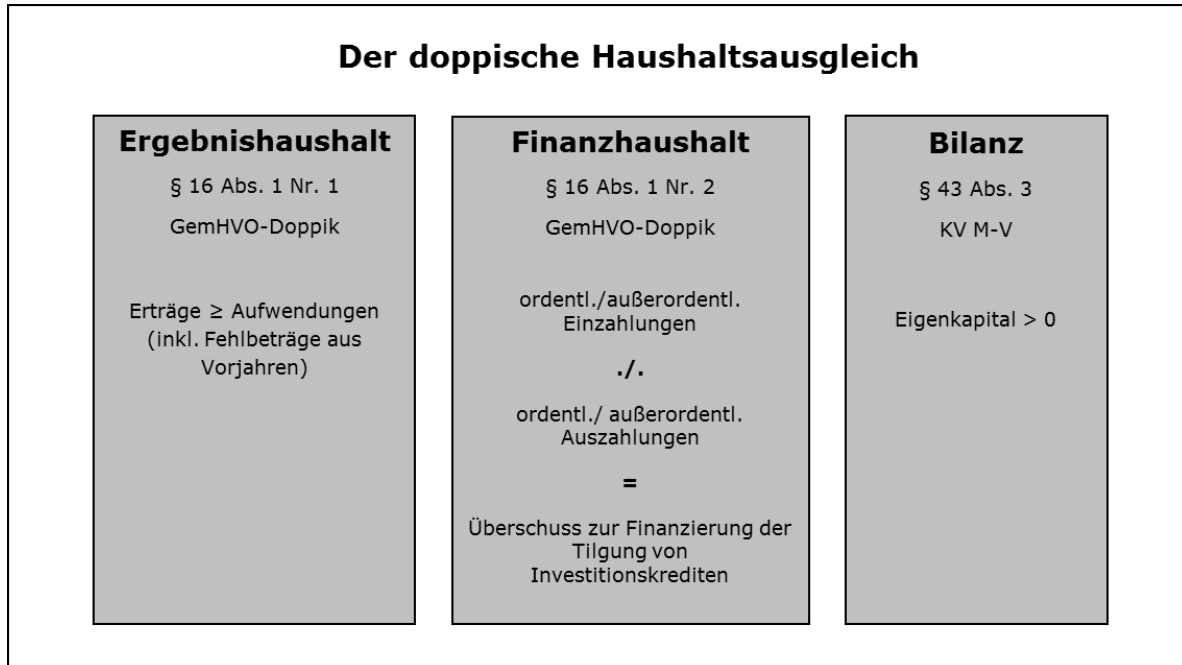 Der doppische Haushaltsausgleich
Ergebnishaushalt
§ 16 Abs. 1 Nr. 1
GemHVO-Doppik
Erträge ≥ Aufwendungen
(inkl. Fehlbeträge aus
Vorjahren)
Finanzhaushalt
§ 16 Abs. 1 Nr. 2
GemHVO-Doppik
ordentl./außerordentl.
Einzahlungen
./.
ordentl./ außerordentl.
Auszahlungen
=
Überschuss zur Finanzierung der
Tilgung von
Investitionskrediten
Bilanz
§ 43 Abs. 3
KV M-V
Eigenkapital > 0